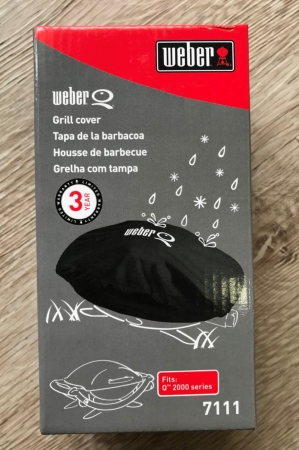 weber
weber Q
Grill cover
Tapa de la barbacoa
Housse de barbecue
Grelha com tampa
3
YEAR
weber Q
Fits:
Q™ 2000 series
7111